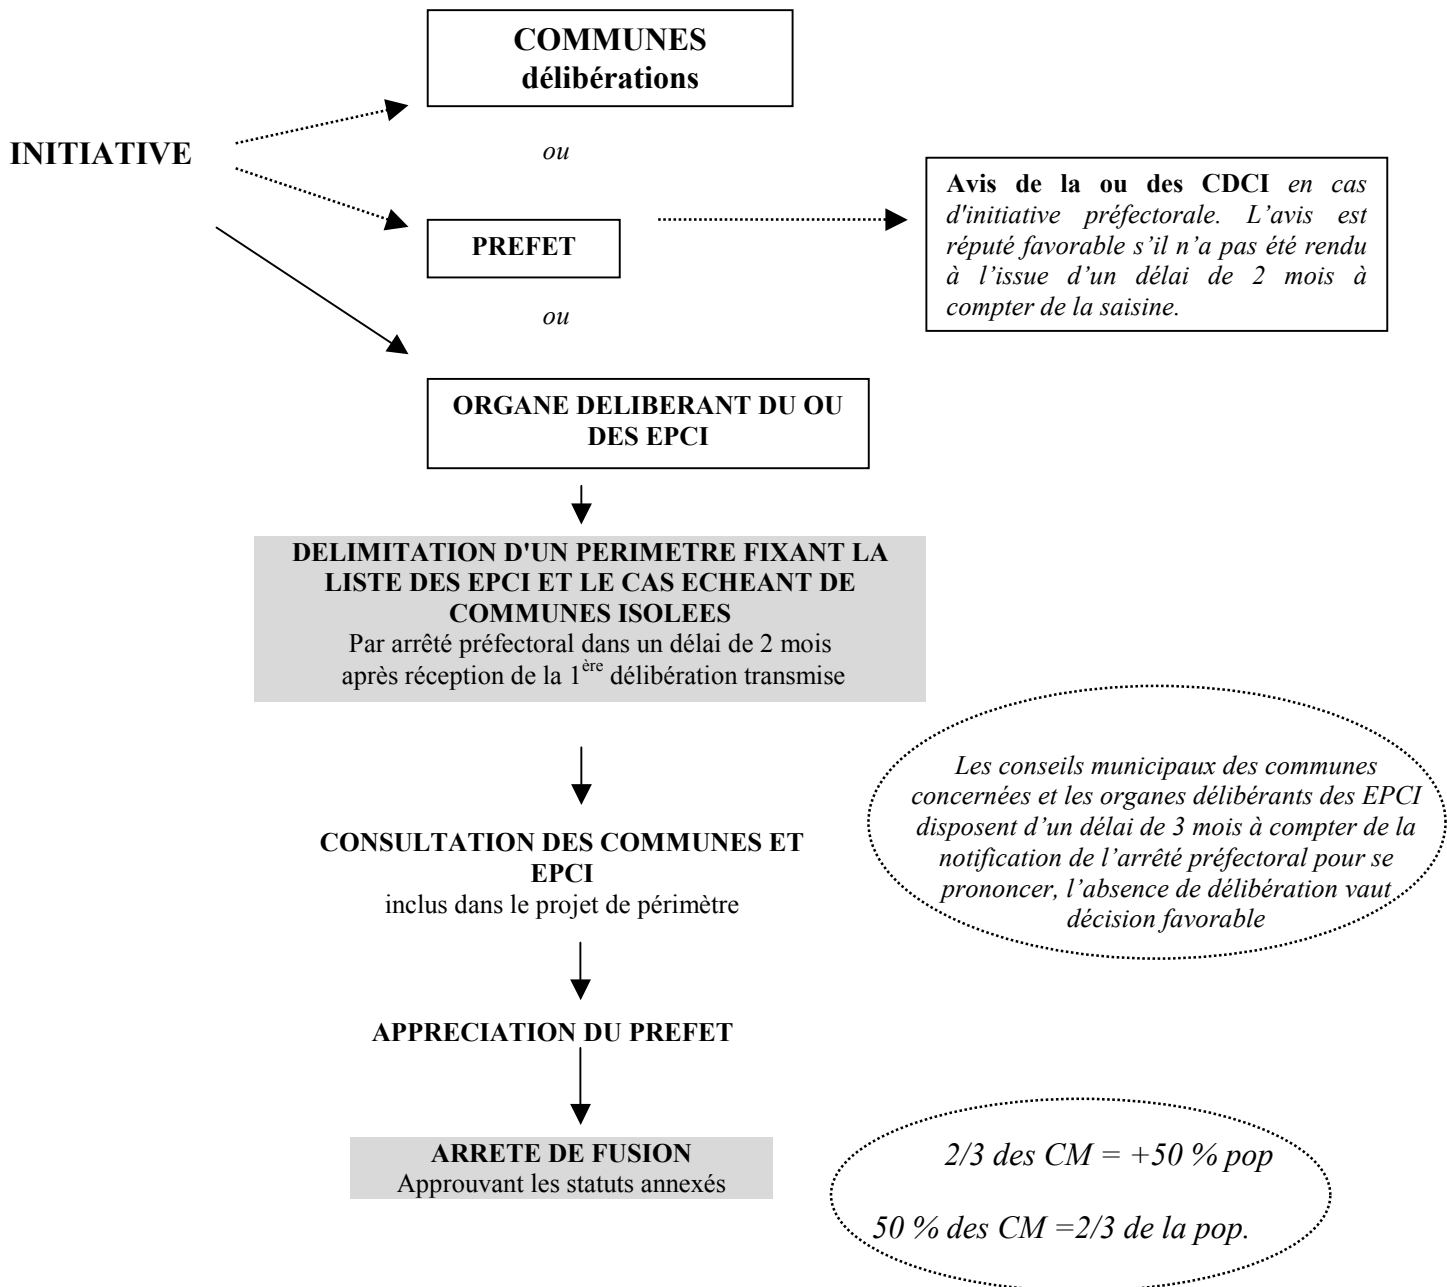 COMMUNES
délibérations
INITIATIVE
ou
PREFET
Avis de la ou des CDCI en cas
d'initiative préfectorale. L’avis est
réputé favorable s’il n’a pas été rendu
à l’issue d’un délai de 2 mois à
compter de la saisine.
ou
ORGANE DELIBERANT DU OU
DES EPCI
DELIMITATION D'UN PERIMETRE FIXANT LA
LISTE DES EPCI ET LE CAS ECHEANT DE
COMMUNES ISOLEES
Par arrêté préfectoral dans un délai de 2 mois
après réception de la 1ère délibération transmise
Les conseils municipaux des communes
concernées et les organes délibérants des EPCI
disposent d’un délai de 3 mois à compter de la
notification de l’arrêté préfectoral pour se
prononcer, l’absence de délibération vaut
décision favorable
CONSULTATION DES COMMUNES ET
EPCI
inclus dans le projet de périmètre
APPRECIATION DU PREFET
ARRETE DE FUSION
Approuvant les statuts annexés
2/3 des CM = +50 % pop
50 % des CM =2/3 de la pop.